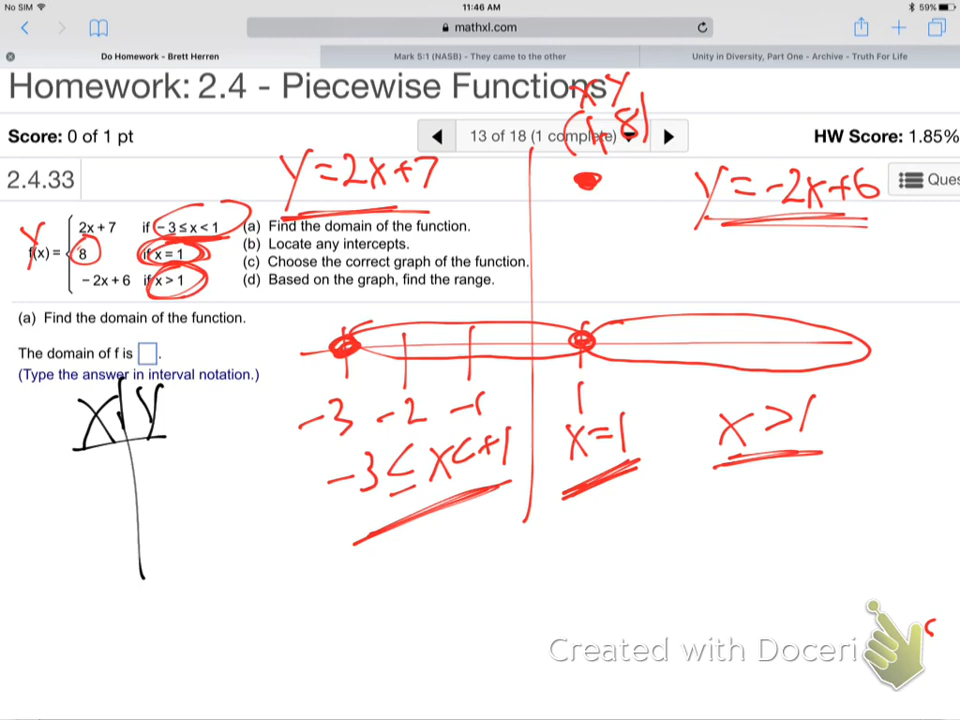 No SIM 11:46 AM 59%
mathxl.com
Do Homework - Brett Herren Mark 5:1 (NASB) - They came to the other Unity in Diversity, Part One - Archive - Truth For Life
Homework: 2.4 - Piecewise Functions
x y
Score: 0 of 1 pt 13 of 18 (1 complete) HW Score: 1.85%
(1, 8)
2.4.33 y=2x+7 y=-2x+6 Ques
y
2x+7 if -3≤x<1 (a) Find the domain of the function.
f(x) = 8 if x=1 (b) Locate any intercepts.
(c) Choose the correct graph of the function.
-2x+6 if x>1 (d) Based on the graph, find the range.
(a) Find the domain of the function.
The domain of f is .
(Type the answer in interval notation.)
x y
-3 -2 -1 1
-3 ≤ x<+1 x=1 x>1
Created with Doceri